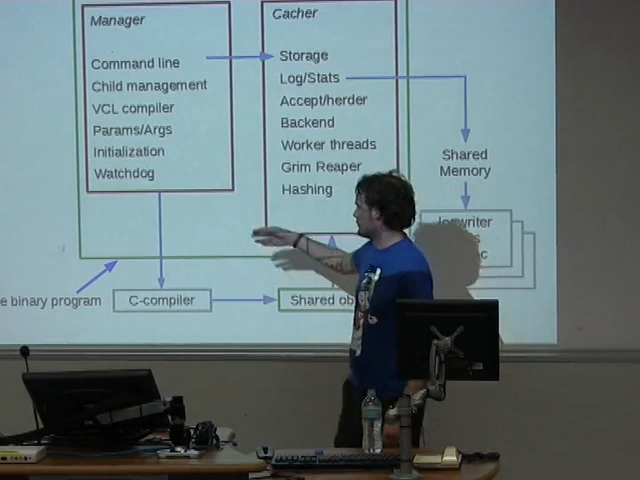 Manager
Command line
Child management
VCL compiler
Params/Args
Initialization
Watchdog
Cacher
Storage
Log/Stats
Accept/herder
Backend
Worker threads
Grim Reaper
Hashing
Shared
Memory
binary program
C-compiler
Shared